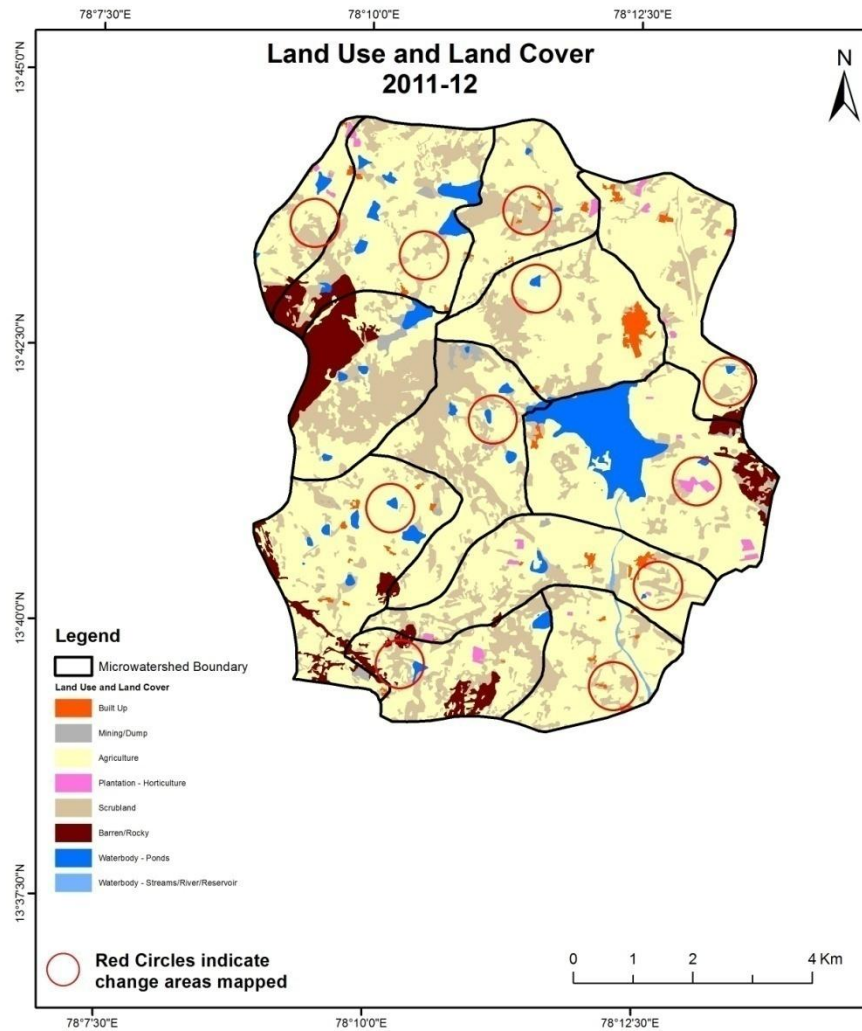 78°7'30"E 78°10'0"E 78°12'30"E
Land Use and Land Cover
2011-12
N
13°45'0"N
13°42'30"N
13°40'0"N
13°37'30"N
Legend
Microwatershed Boundary
Land Use and Land Cover
Built Up
Mining/Dump
Agriculture
Plantation - Horticulture
Scrubland
Barren/Rocky
Waterbody - Ponds
Waterbody - Streams/River/Reservoir
Red Circles indicate
change areas mapped
0 1 2 4 Km
78°7'30"E 78°10'0"E 78°12'30"E